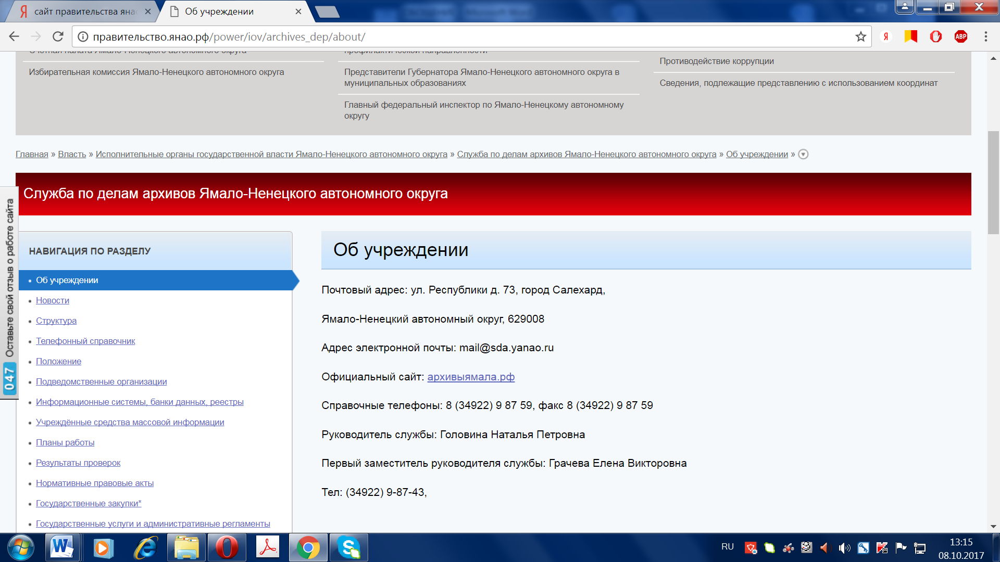 сайт правительства яна
Об учреждении
правительство.янао.рф/power/iov/archives_dep/about/
Счетная палата Ямало-Ненецкого автономного округа
Избирательная комиссия Ямало-Ненецкого автономного округа
профилактической направленности
Представители Губернатора Ямало-Ненецкого автономного округа в
муниципальных образованиях
Главный федеральный инспектор по Ямало-Ненецкому автономному
округу
Противодействие коррупции
Сведения, подлежащие представлению с использованием координат
Главная » Власть » Исполнительные органы государственной власти Ямало-Ненецкого автономного округа » Служба по делам архивов Ямало-Ненецкого автономного округа » Об учреждении »
Служба по делам архивов Ямало-Ненецкого автономного округа
Оставьте свой отзыв о работе сайта
047
НАВИГАЦИЯ ПО РАЗДЕЛУ
Об учреждении
Новости
Структура
Телефонный справочник
Положение
Подведомственные организации
Информационные системы, банки данных, реестры
Учреждённые средства массовой информации
Планы работы
Результаты проверок
Нормативные правовые акты
Государственные закупки*
Государственные услуги и административные регламенты
Об учреждении
Почтовый адрес: ул. Республики д. 73, город Салехард,
Ямало-Ненецкий автономный округ, 629008
Адрес электронной почты: mail@sda.yanao.ru
Официальный сайт: архивыямала.рф
Справочные телефоны: 8 (34922) 9 87 59, факс 8 (34922) 9 87 59
Руководитель службы: Головина Наталья Петровна
Первый заместитель руководителя службы: Грачева Елена Викторовна
Тел: (34922) 9-87-43,
RU
13:15
08.10.2017